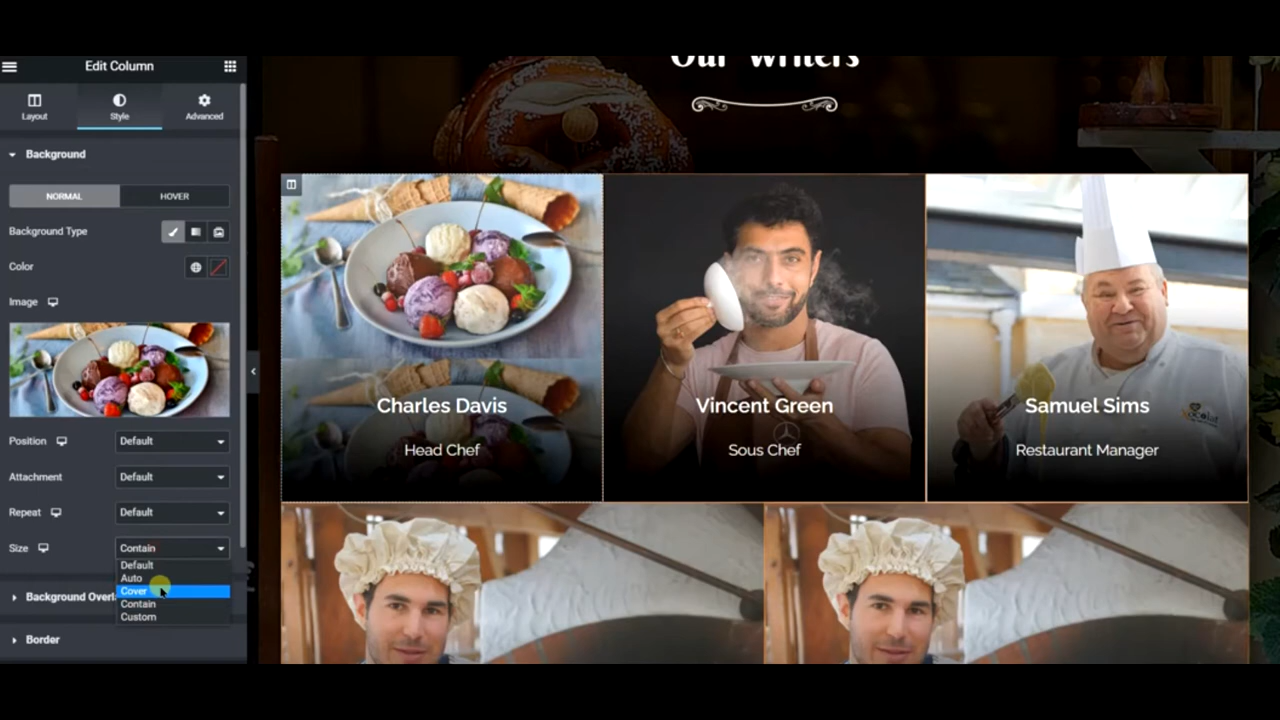 Edit Column
Layout
Style
Advanced
Background
NORMAL
HOVER
Background Type
Color
Image
Position
Default
Attachment
Default
Repeat
Default
Size
Contain
Default
Auto
Cover
Contain
Custom
Background Overl
Border
Our Writers
Charles Davis
Head Chef
Vincent Green
Sous Chef
Samuel Sims
Restaurant Manager